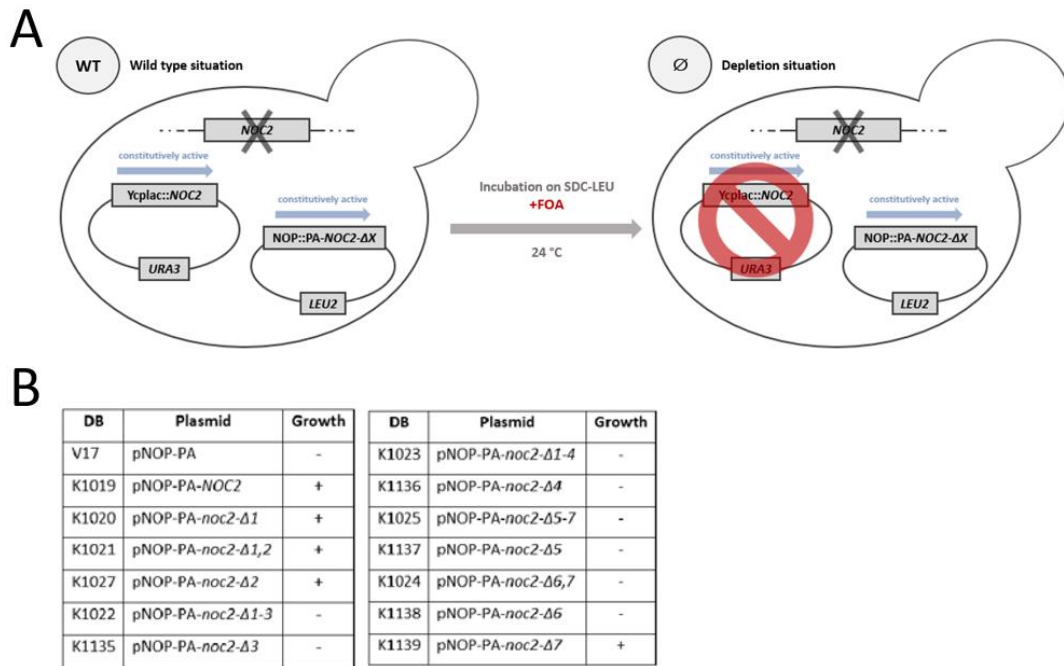 A
WT Wild type situation
Ø Depletion situation
NOC2
NOC2
constitutively active
constitutively active
Ycplac::NOC2
Ycplac::NOC2
Incubation on SDC-LEU
+FOA
24 °C
constitutively active
constitutively active
NOP::PA-NOC2-ΔX
NOP::PA-NOC2-ΔX
URA3
URA3
LEU2
LEU2
B
DB Plasmid Growth
V17 pNOP-PA -
K1019 pNOP-PA-NOC2 +
K1020 pNOP-PA-noc2-Δ1 +
K1021 pNOP-PA-noc2-Δ1,2 +
K1027 pNOP-PA-noc2-Δ2 +
K1022 pNOP-PA-noc2-Δ1-3 -
K1135 pNOP-PA-noc2-Δ3 -
DB Plasmid Growth
K1023 pNOP-PA-noc2-Δ1-4 -
K1136 pNOP-PA-noc2-Δ4 -
K1025 pNOP-PA-noc2-Δ5-7 -
K1137 pNOP-PA-noc2-Δ5 -
K1024 pNOP-PA-noc2-Δ6,7 -
K1138 pNOP-PA-noc2-Δ6 -
K1139 pNOP-PA-noc2-Δ7 +